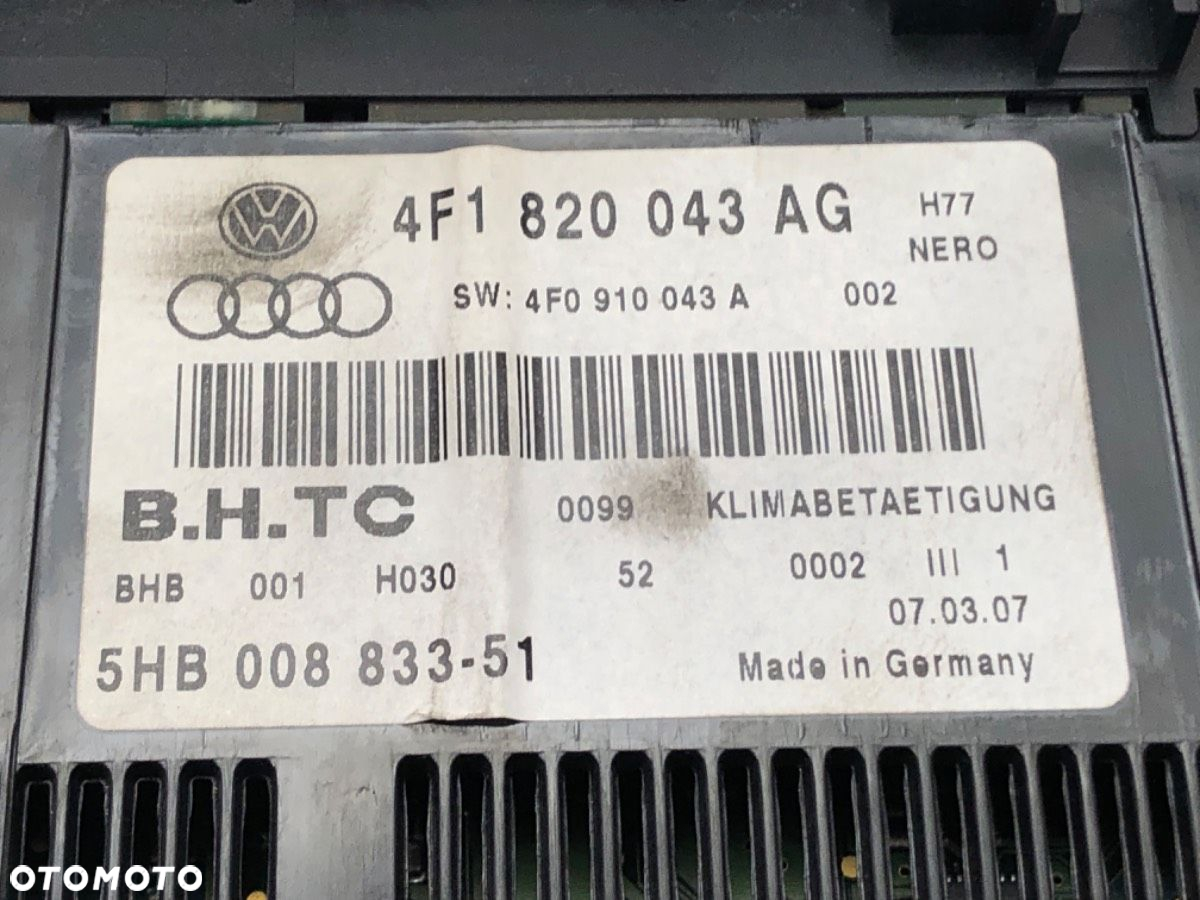 4F1 820 043 AG H77
NERO
SW: 4F0 910 043 A 002
B.H.TC 0099 KLIMABETAETIGUNG
BHB 001 H030 52 0002 III 1
07.03.07
5HB 008 833-51 Made in Germany
OTOMOTO